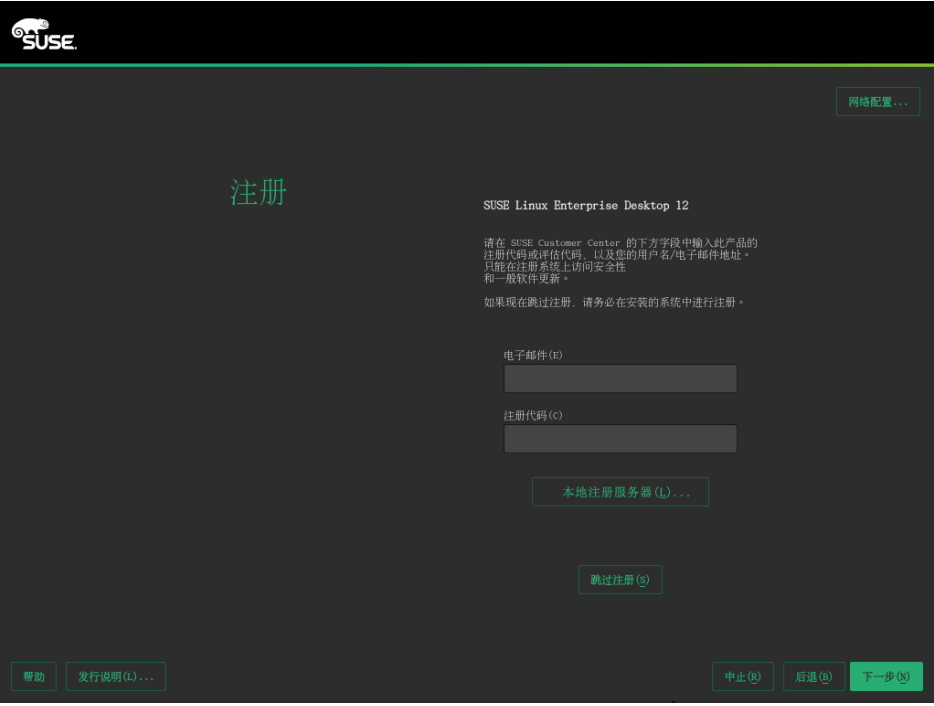 SUSE.
网络配置...
注册
SUSE Linux Enterprise Desktop 12
请在 SUSE Customer Center 的下方字段中输入此产品的
注册代码或评估代码，以及您的用户名/电子邮件地址。
只能在注册系统上访问安全性
和一般软件更新。
如果现在跳过注册，请务必在安装的系统中进行注册。
电子邮件(E)
注册代码(C)
本地注册服务器(L)...
跳过注册(S)
帮助 发行说明(L)... 中止(R) 后退(B) 下一步(N)